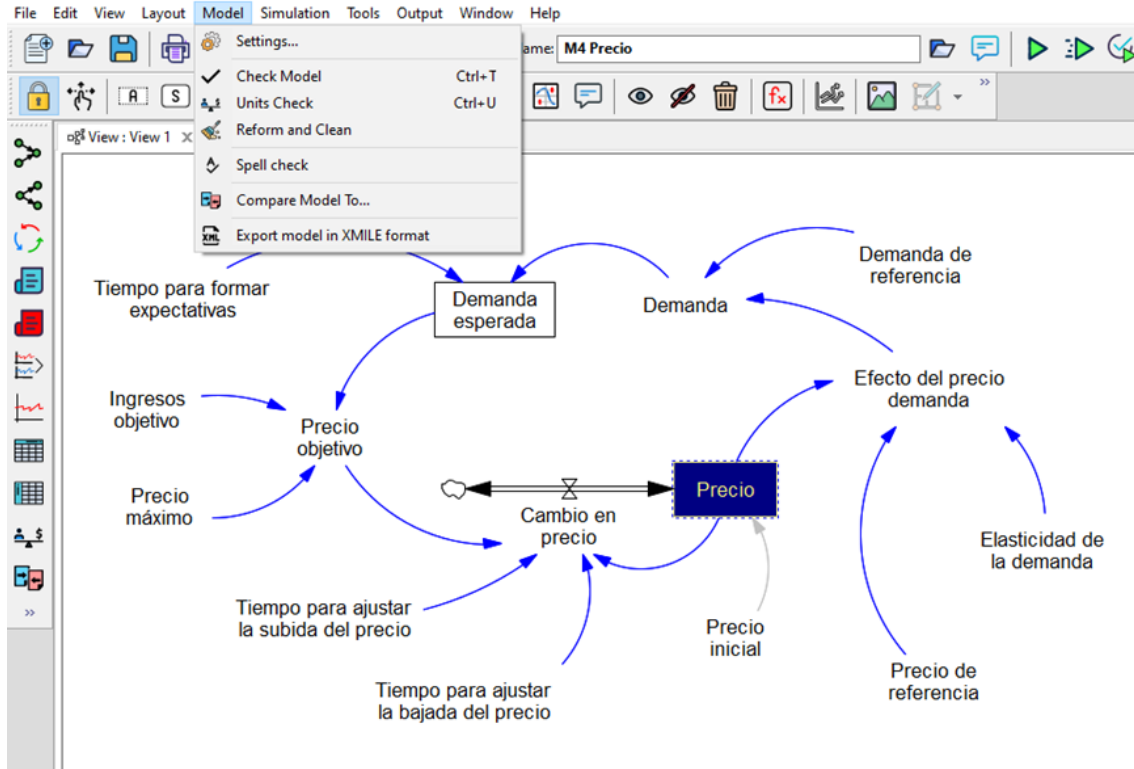 File Edit View Layout Model Simulation Tools Output Window Help
Settings...
ame: M4 Precio
Check Model Ctrl+T
Units Check Ctrl+U
Reform and Clean
Spell check
Compare Model To...
Export model in XMILE format
A
S
fx
View : View 1
Tiempo para formar
expectativas
Demanda
esperada
Demanda
Demanda de
referencia
Efecto del precio
demanda
Ingresos
objetivo
Precio
objetivo
Precio
máximo
Cambio en
precio
Precio
Elasticidad de
la demanda
Tiempo para ajustar
la subida del precio
Precio
inicial
Tiempo para ajustar
la bajada del precio
Precio de
referencia